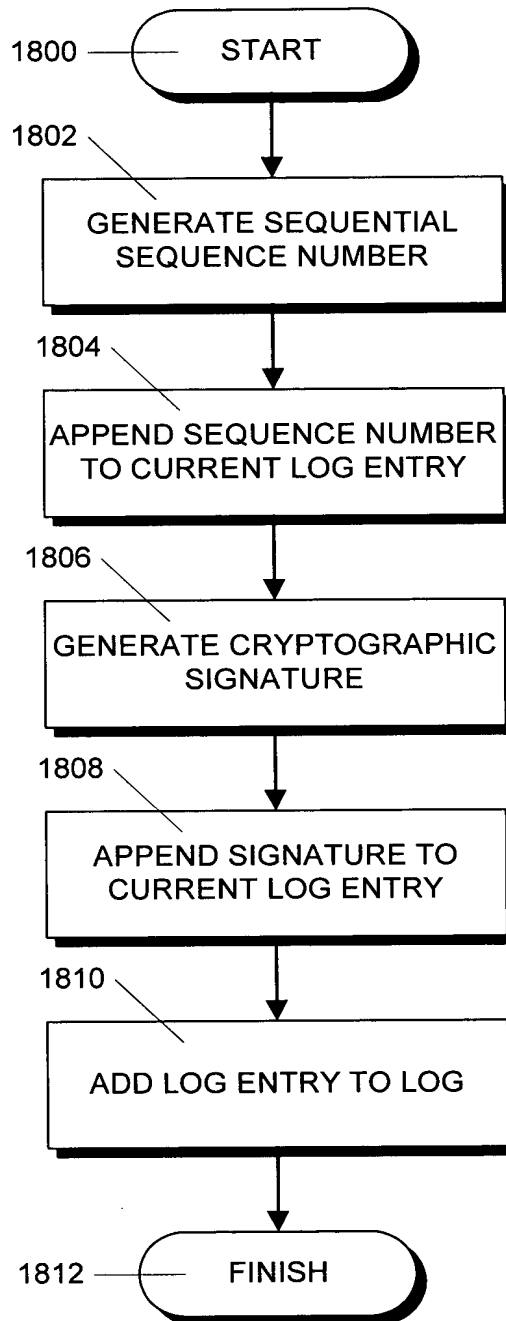 1800
START
1802
GENERATE SEQUENTIAL
SEQUENCE NUMBER
1804
APPEND SEQUENCE NUMBER
TO CURRENT LOG ENTRY
1806
GENERATE CRYPTOGRAPHIC
SIGNATURE
1808
APPEND SIGNATURE TO
CURRENT LOG ENTRY
1810
ADD LOG ENTRY TO LOG
1812
FINISH